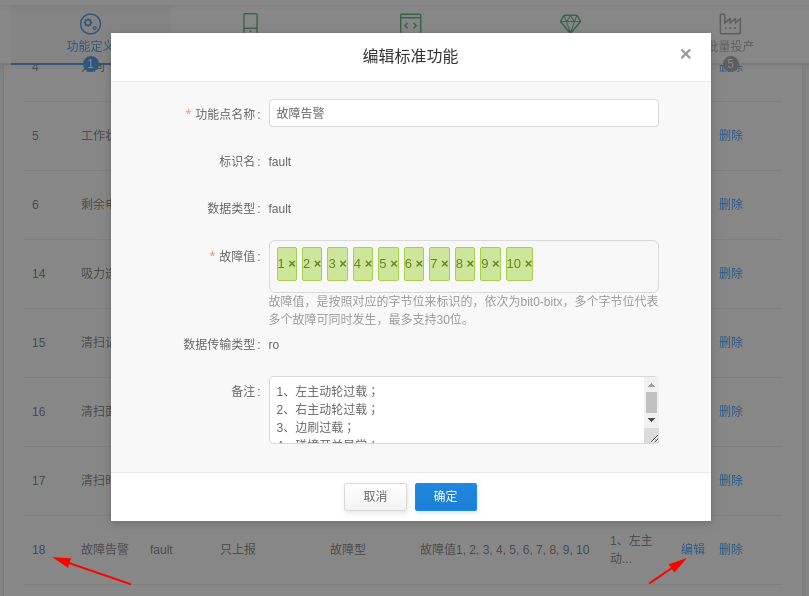 功能定义
批量投产
1
5
编辑标准功能
×
4
删除
* 功能点名称: 故障告警
5
工作状
删除
标识名: fault
数据类型: fault
6
剩余电
删除
* 故障值: 1 × 2 × 3 × 4 × 5 × 6 × 7 × 8 × 9 × 10 ×
14
吸力
删除
故障值，是按照对应的字节位来标识的，依次为bit0-bitx，多个字节位代表
多个故障可同时发生，最多支持30位。
数据传输类型: ro
15
清扫
删除
备注: 1、左主动轮过载；
2、右主动轮过载；
3、边刷过载；
16
清扫面
删除
17
清扫时
删除
取消
确定
18 故障告警 fault 只上报 故障型 故障值1, 2, 3, 4, 5, 6, 7, 8, 9, 10 1、左主 编辑 删除
动...